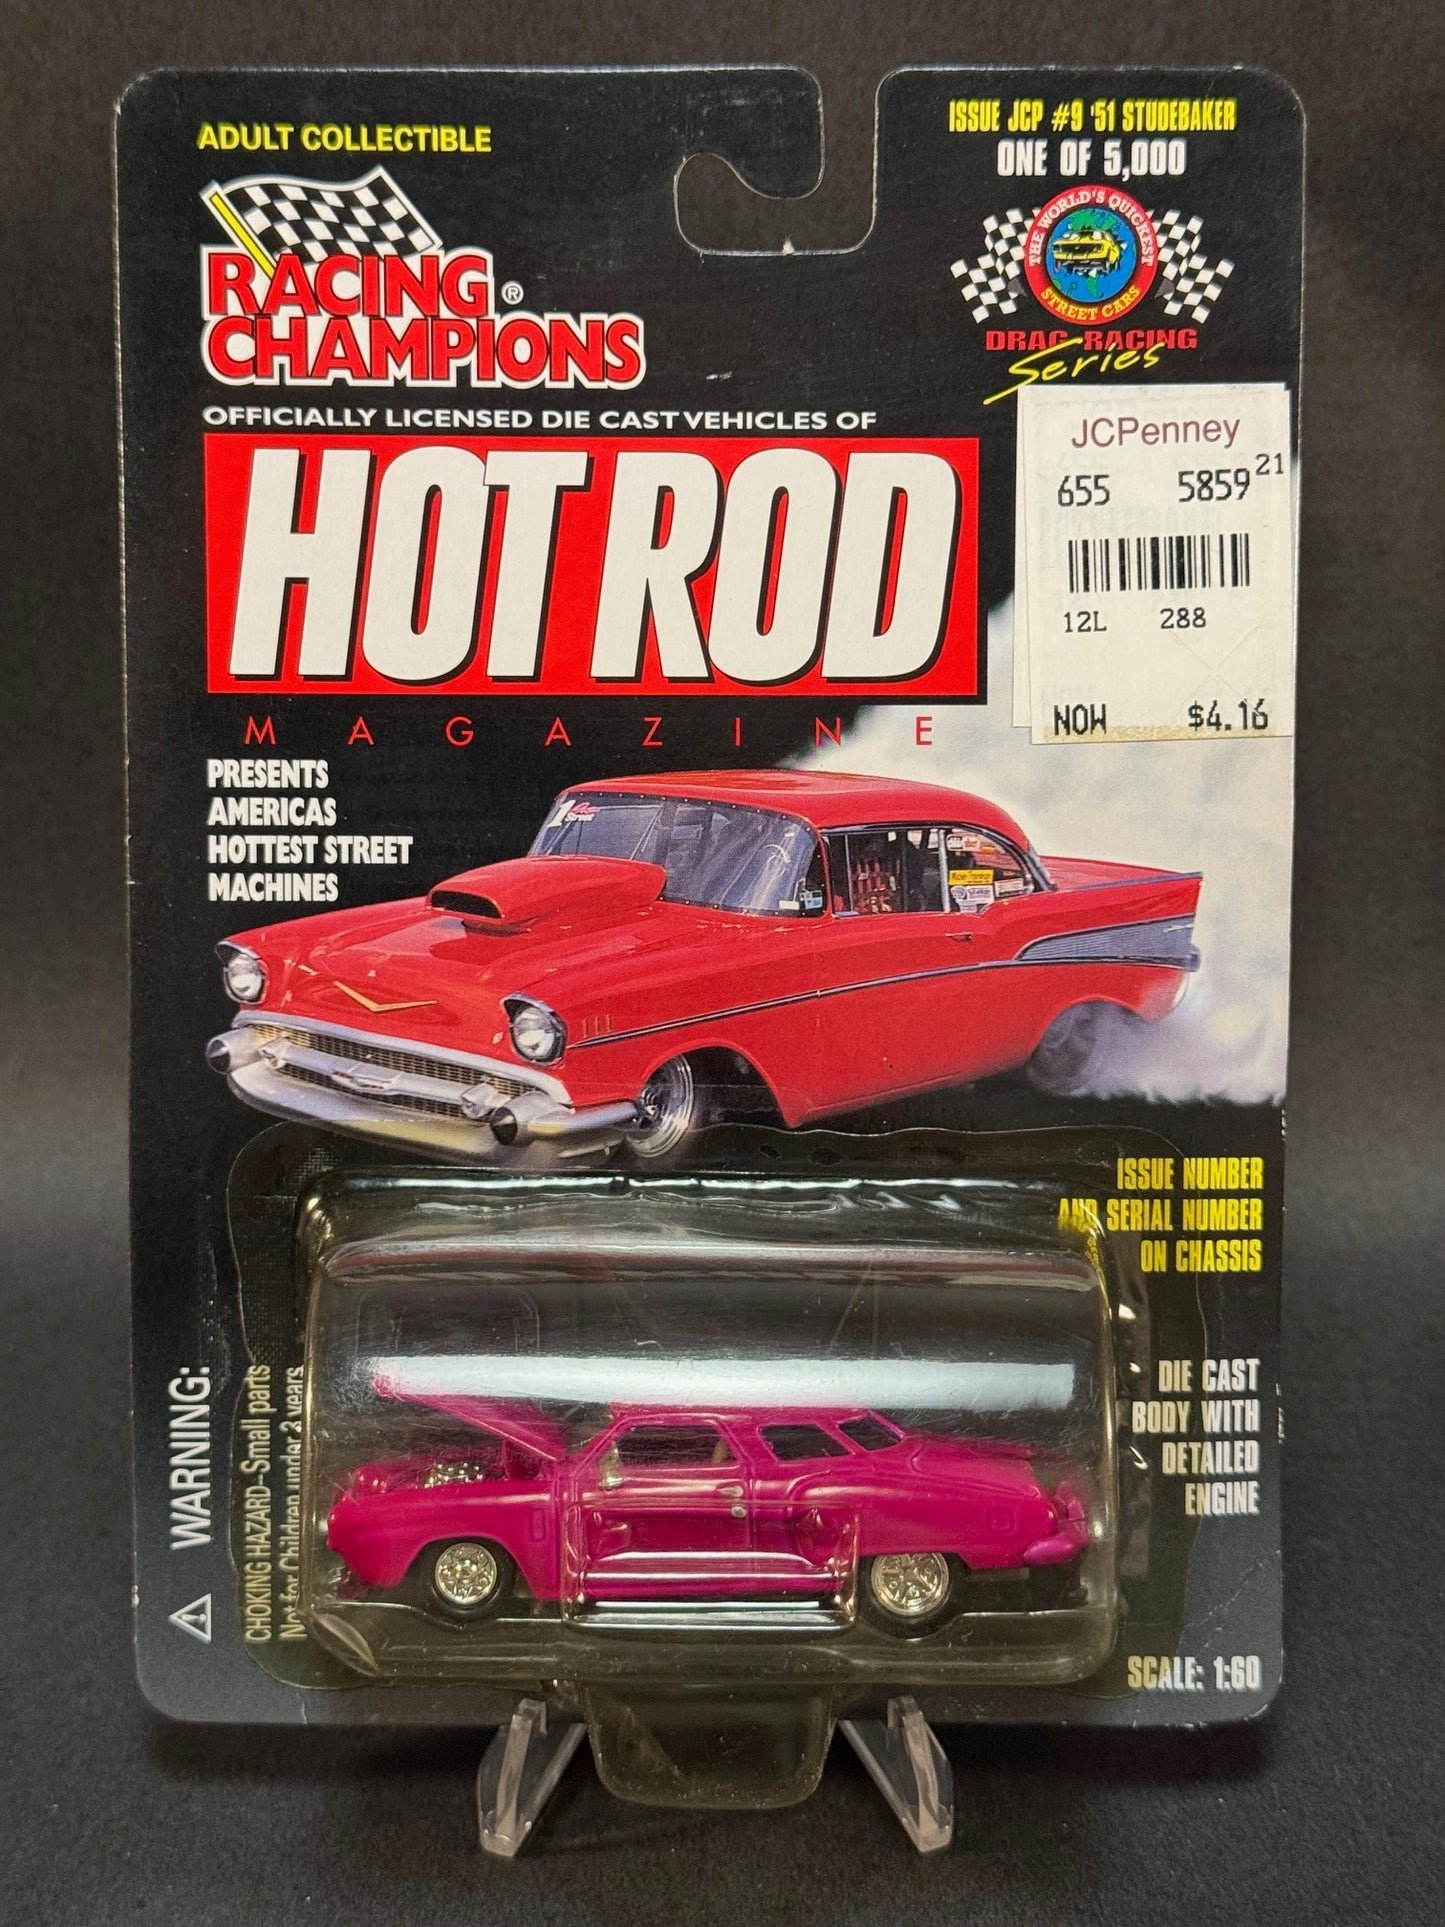 ADULT COLLECTIBLE
RACING
CHAMPIONS®
OFFICIALLY LICENSED DIE CAST VEHICLES OF
HOT ROD
MAGAZINE
PRESENTS
AMERICAS
HOTTEST STREET
MACHINES
ISSUE JCP #9 '51 STUDEBAKER
ONE OF 5,000
THE WORLD'S QUICKEST
STREET CARS
DRAG RACING
Series
JCPenney
655 5859 21
12L 288
NOW $4.16
ISSUE NUMBER
AND SERIAL NUMBER
ON CHASSIS
DIE CAST
BODY WITH
DETAILED
ENGINE
SCALE: 1:60
WARNING:
CHOKING HAZARD-Small parts
Not for Children under 3 years